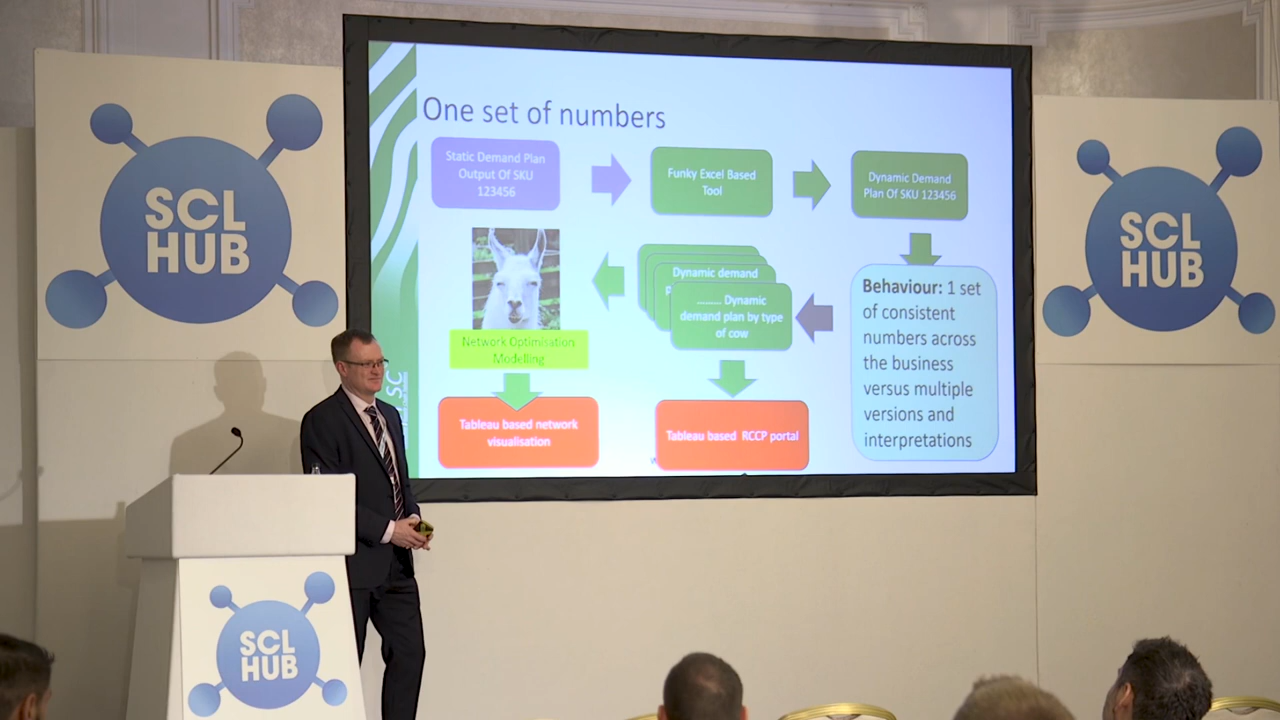 One set of numbers
Static Demand Plan
Output Of SKU
123456
Funky Excel Based
Tool
Dynamic Demand
Plan Of SKU 123456
Dynamic demand
Dynamic
demand plan by type
of cow
Behaviour: 1 set
of consistent
numbers across
the business
versus multiple
versions and
interpretations
Network Optimisation
Modelling
Tableau based network
visualisation
Tableau based RCCP portal
SC
SCL
HUB
SCL
HUB
SCL
HUB